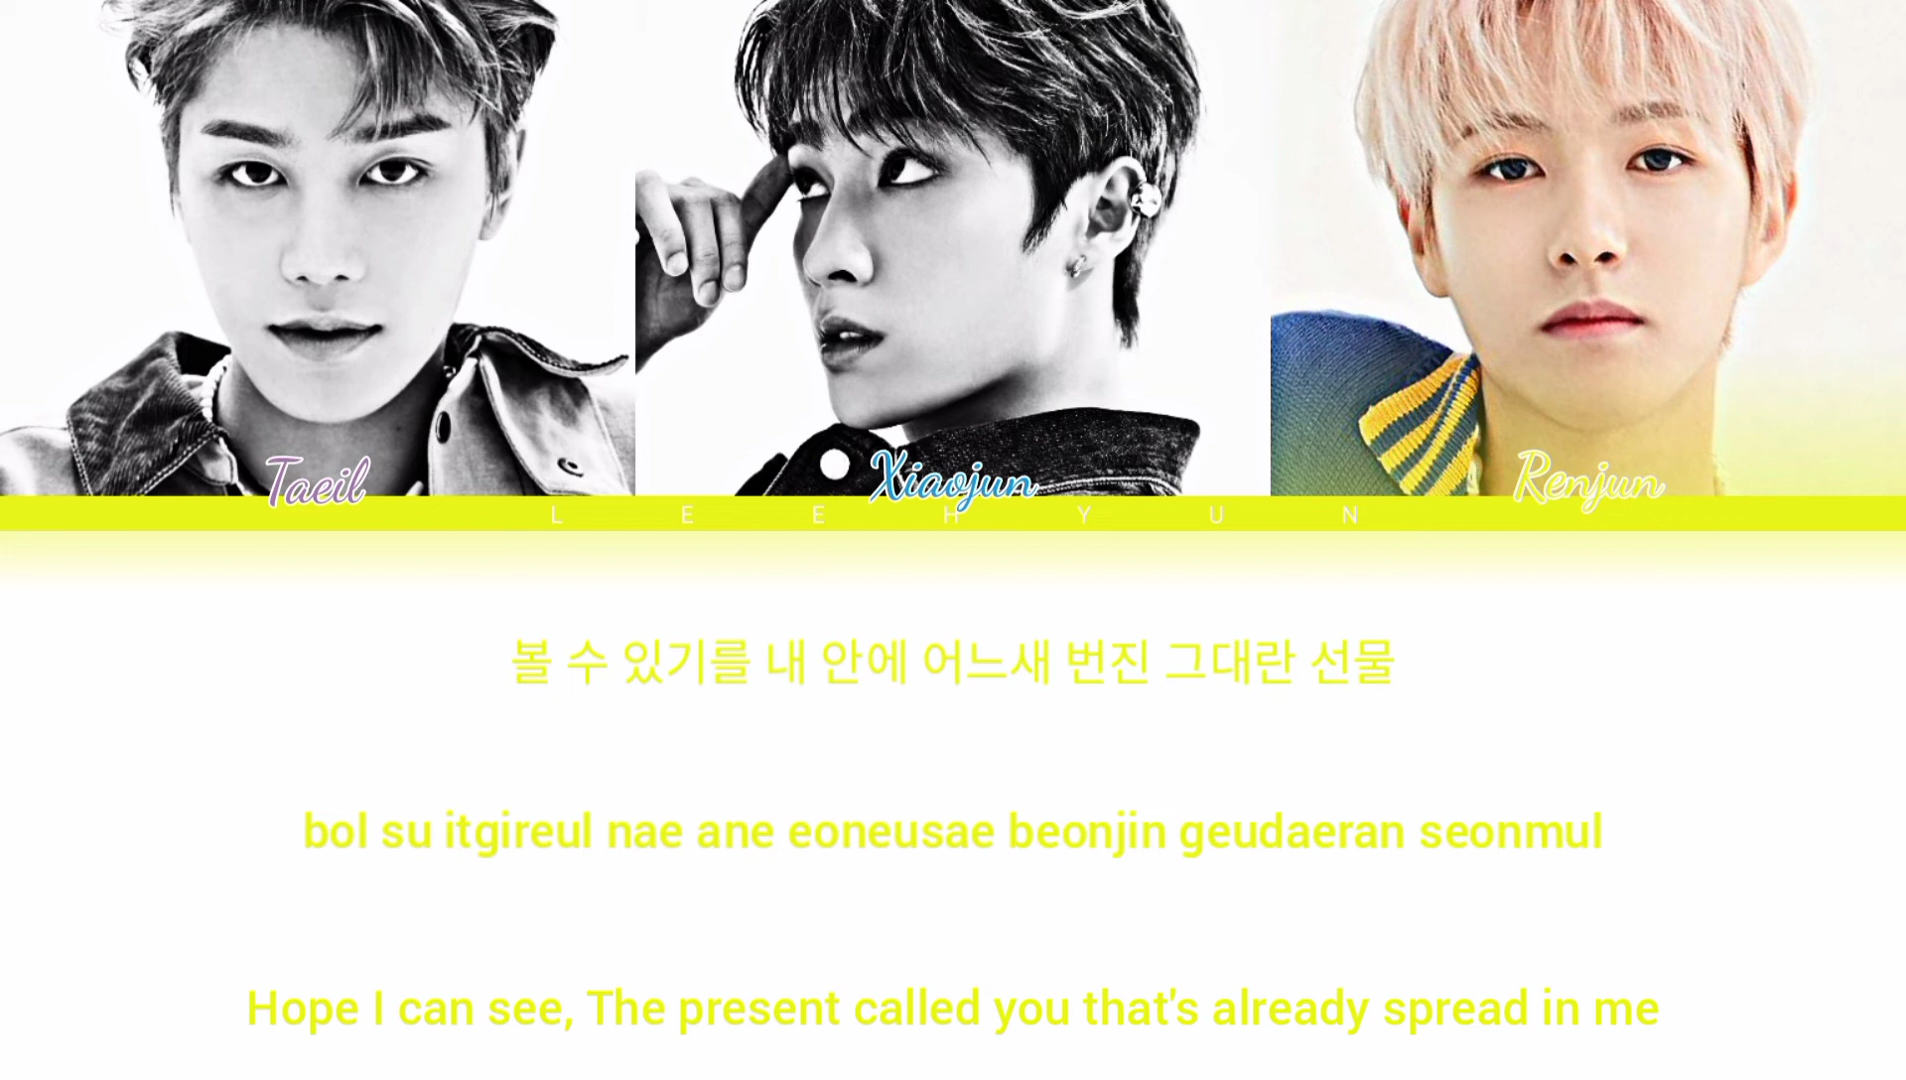 Taeil Xiaojun Renjun
LEEHYUN
볼 수 있기를 내 안에 어느새 번진 그대란 선물
bol su itgireul nae ane eoneusae beonjin geudaeran seonmul
Hope I can see, The present called you that's already spread in me